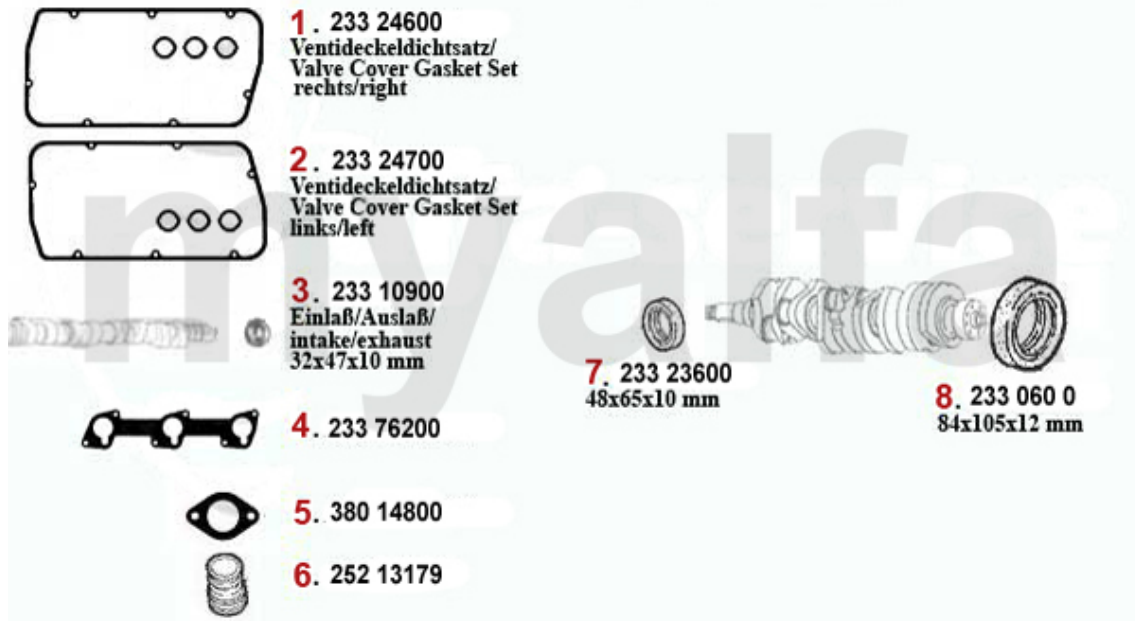 1. 233 24600
Ventideckeldichtsatz/
Valve Cover Gasket Set
rechts/right
2. 233 24700
Ventideckeldichtsatz/
Valve Cover Gasket Set
links/left
3. 233 10900
Einlaß/Auslaß/
intake/exhaust
32x47x10 mm
4. 233 76200
5. 380 14800
6. 252 13179
7. 233 23600
48x65x10 mm
8. 233 060 0
84x105x12 mm
myalfa